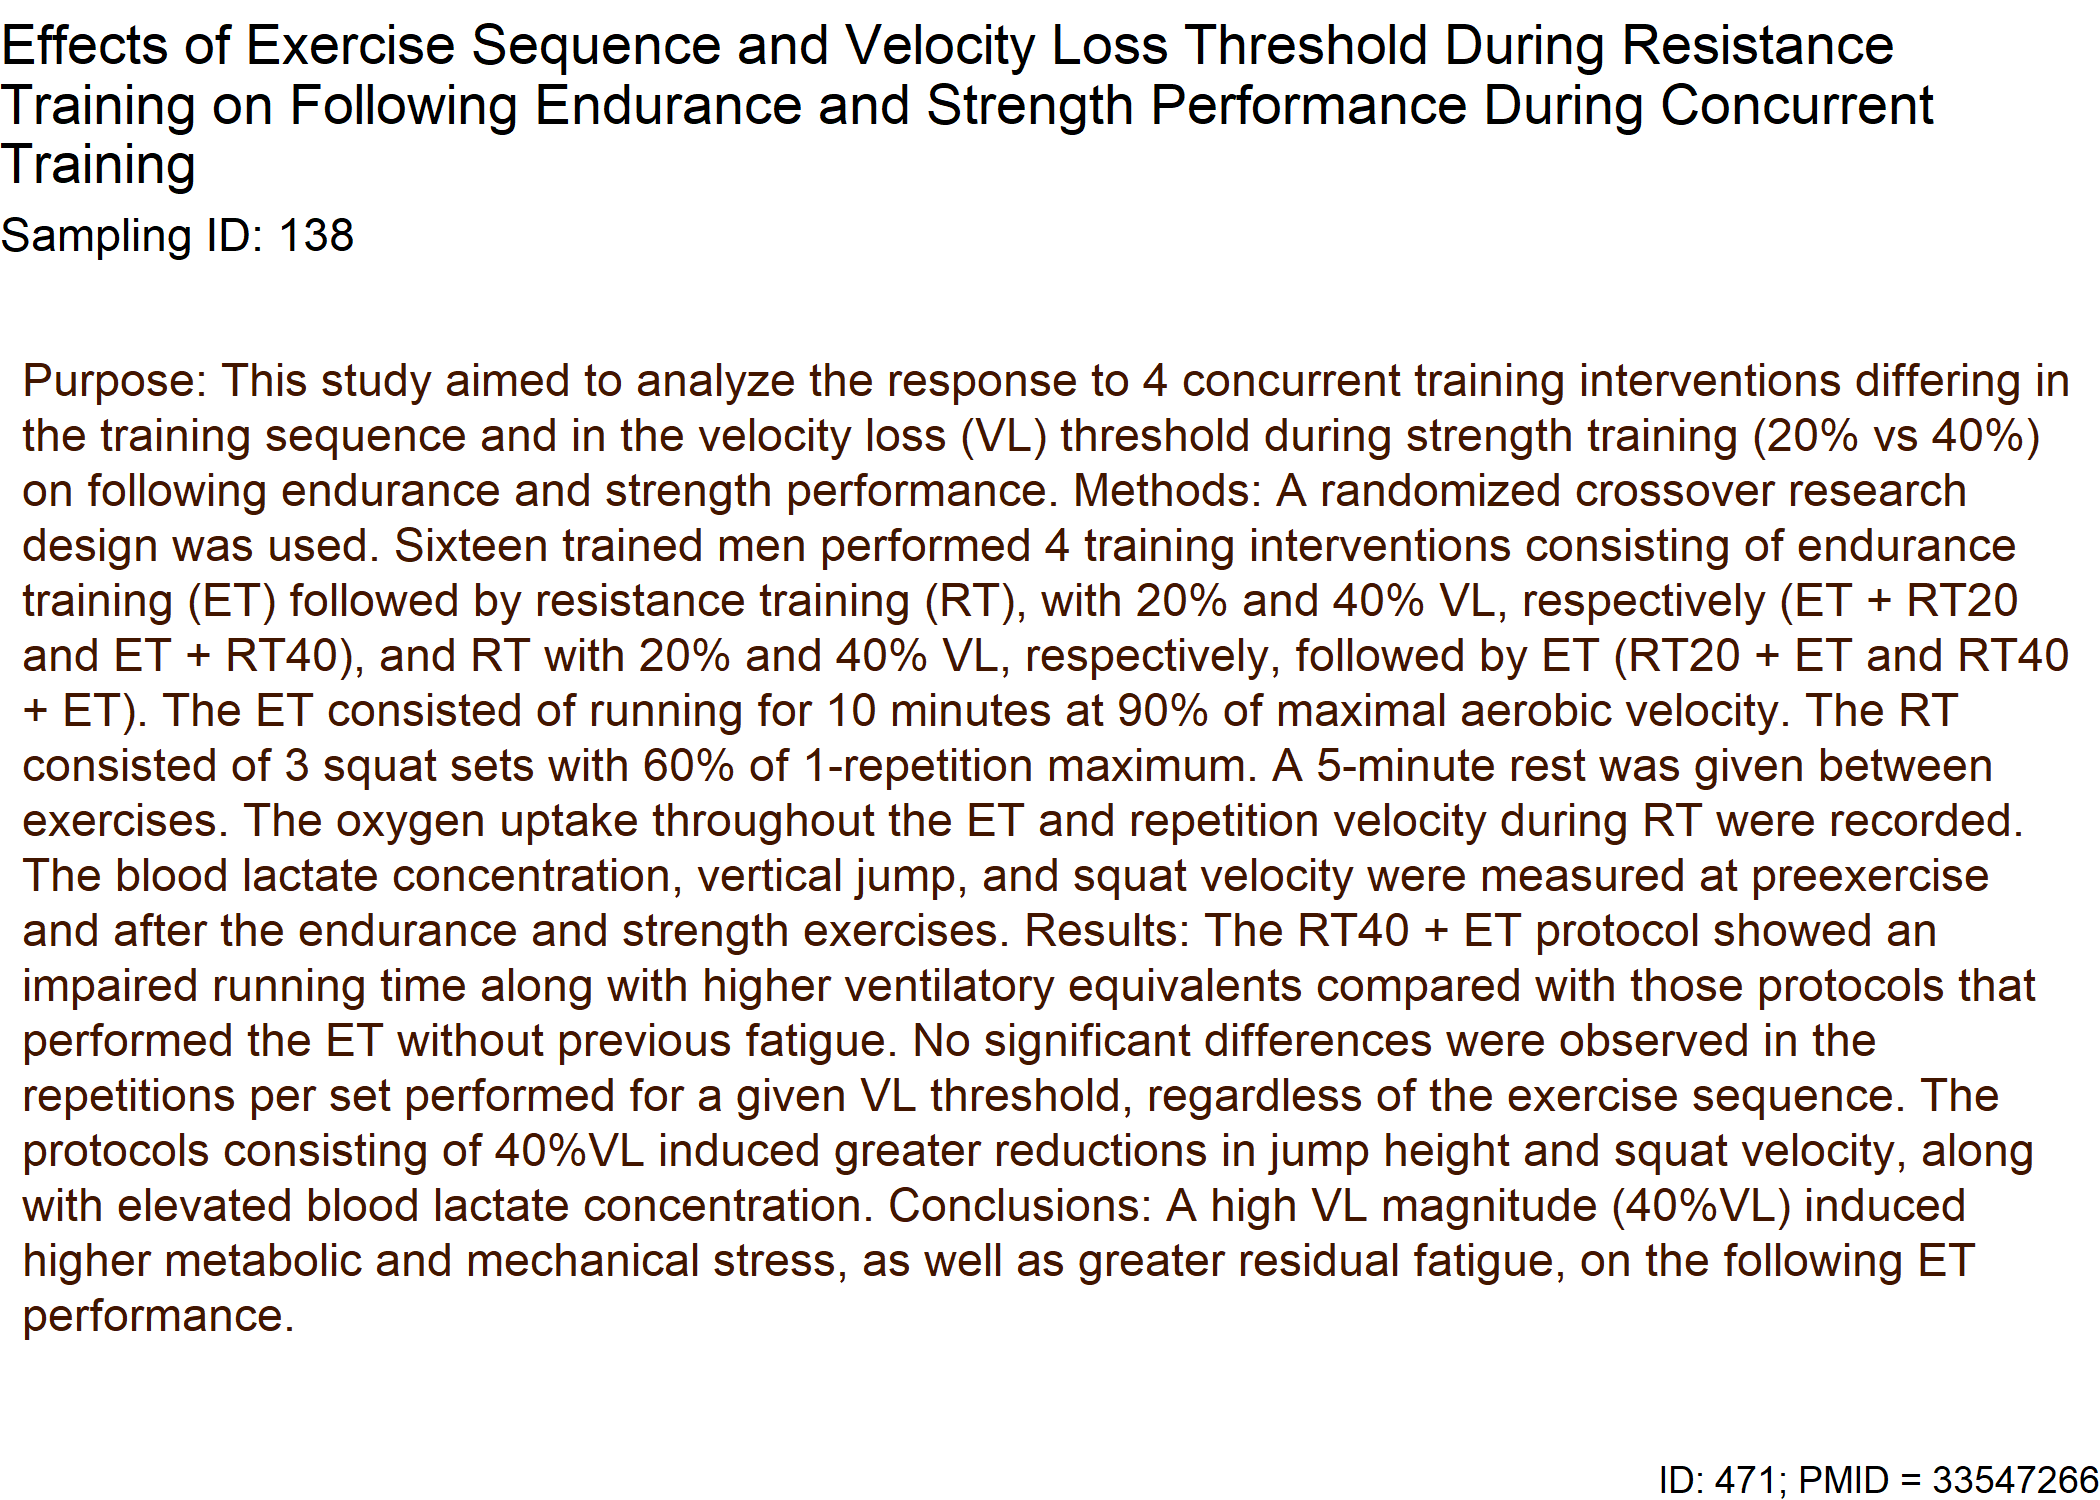 Effects of Exercise Sequence and Velocity Loss Threshold During Resistance
Training on Following Endurance and Strength Performance During Concurrent
Training
Sampling ID: 138
Purpose: This study aimed to analyze the response to 4 concurrent training interventions differing in
the training sequence and in the velocity loss (VL) threshold during strength training (20% vs 40%)
on following endurance and strength performance. Methods: A randomized crossover research
design was used. Sixteen trained men performed 4 training interventions consisting of endurance
training (ET) followed by resistance training (RT), with 20% and 40% VL, respectively (ET + RT20
and ET + RT40), and RT with 20% and 40% VL, respectively, followed by ET (RT20 + ET and RT40
+ ET). The ET consisted of running for 10 minutes at 90% of maximal aerobic velocity. The RT
consisted of 3 squat sets with 60% of 1-repetition maximum. A 5-minute rest was given between
exercises. The oxygen uptake throughout the ET and repetition velocity during RT were recorded.
The blood lactate concentration, vertical jump, and squat velocity were measured at preexercise
and after the endurance and strength exercises. Results: The RT40 + ET protocol showed an
impaired running time along with higher ventilatory equivalents compared with those protocols that
performed the ET without previous fatigue. No significant differences were observed in the
repetitions per set performed for a given VL threshold, regardless of the exercise sequence. The
protocols consisting of 40%VL induced greater reductions in jump height and squat velocity, along
with elevated blood lactate concentration. Conclusions: A high VL magnitude (40%VL) induced
higher metabolic and mechanical stress, as well as greater residual fatigue, on the following ET
performance.
ID: 471; PMID = 33547266